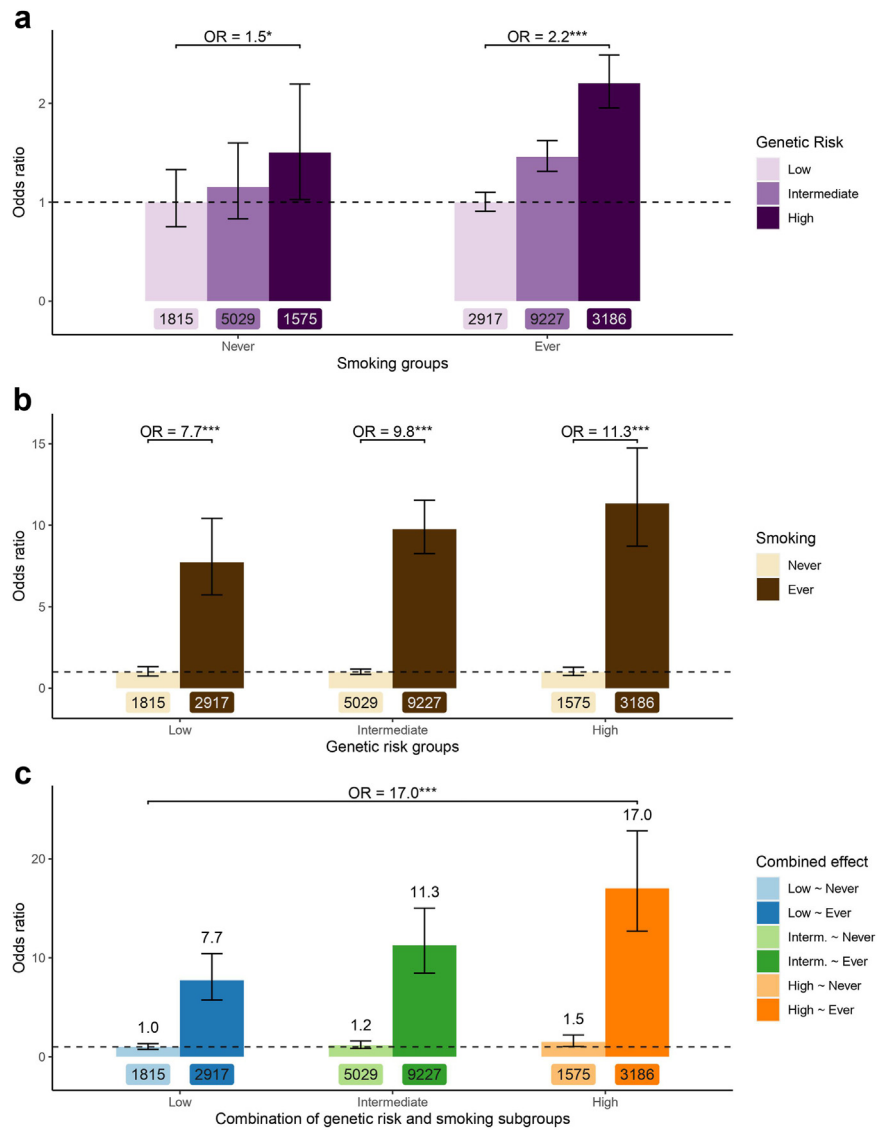 a
OR = 1.5*
OR = 2.2***
2
1
0
Odds ratio
1815 5029 1575
2917 9227 3186
Never
Ever
Smoking groups
Genetic Risk
Low
Intermediate
High
b
OR = 7.7***
OR = 9.8***
OR = 11.3***
15
10
5
0
Odds ratio
1815 2917
5029 9227
1575 3186
Low
Intermediate
High
Genetic risk groups
Smoking
Never
Ever
c
OR = 17.0***
20
10
0
Odds ratio
1.0
7.7
1.2
11.3
1.5
17.0
1815 2917
5029 9227
1575 3186
Low
Intermediate
High
Combination of genetic risk and smoking subgroups
Combined effect
Low ~ Never
Low ~ Ever
Interm. ~ Never
Interm. ~ Ever
High ~ Never
High ~ Ever